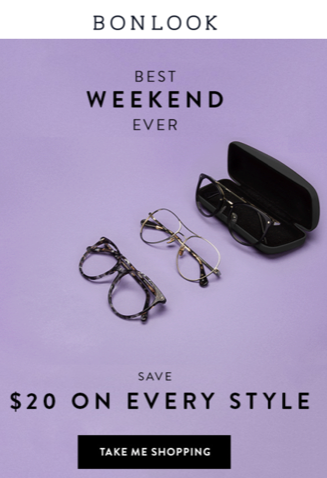 BONLOOK
BEST
WEEKEND
EVER
SAVE
$20 ON EVERY STYLE
TAKE ME SHOPPING